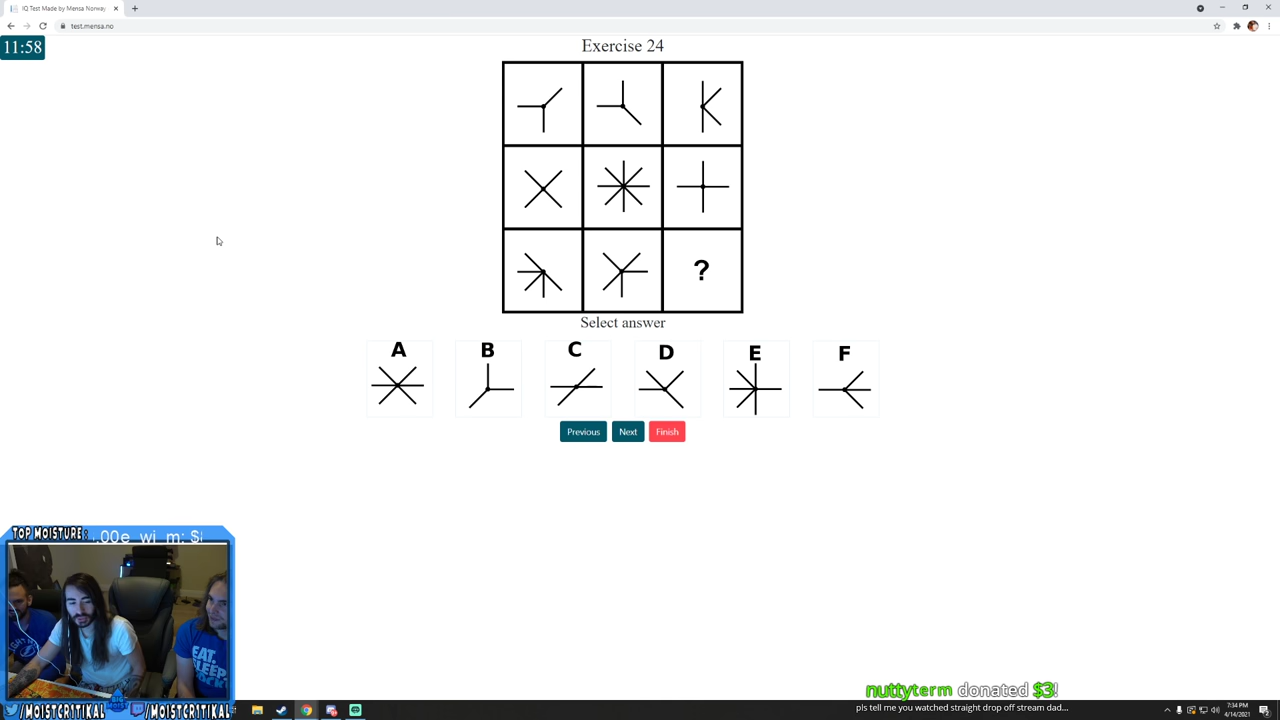 IQ Test Made by Mensa Norway
test.mensa.no
11:58
Exercise 24
?
Select answer
A B C D E F
Previous Next Finish
TOP MOISTURE:
EAT.
SLEEP
/MOISTCRITIKAL /MOISTCRITIKAL
nuttyterm donated $3!
pls tell me you watched straight drop off stream dad...
7:34 PM
4/14/2021